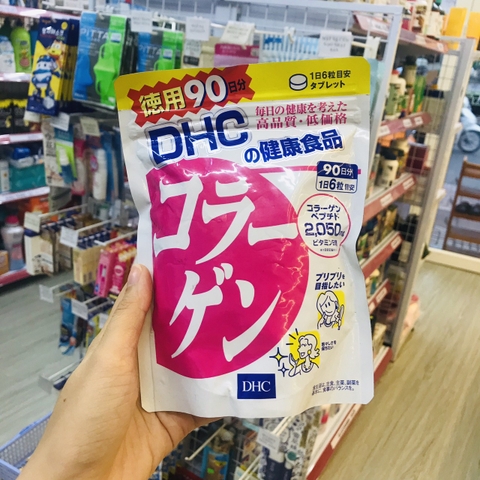 PITTA
徳用90日分
1日6粒目安
タブレット
毎日の健康を考えた
高品質・低価格
DHCの健康食品
90日分
1日6粒目安
コラーゲン
コラーゲン
ペプチド
2,050mg
ビタミン
プリプリを
目指したい
DHC